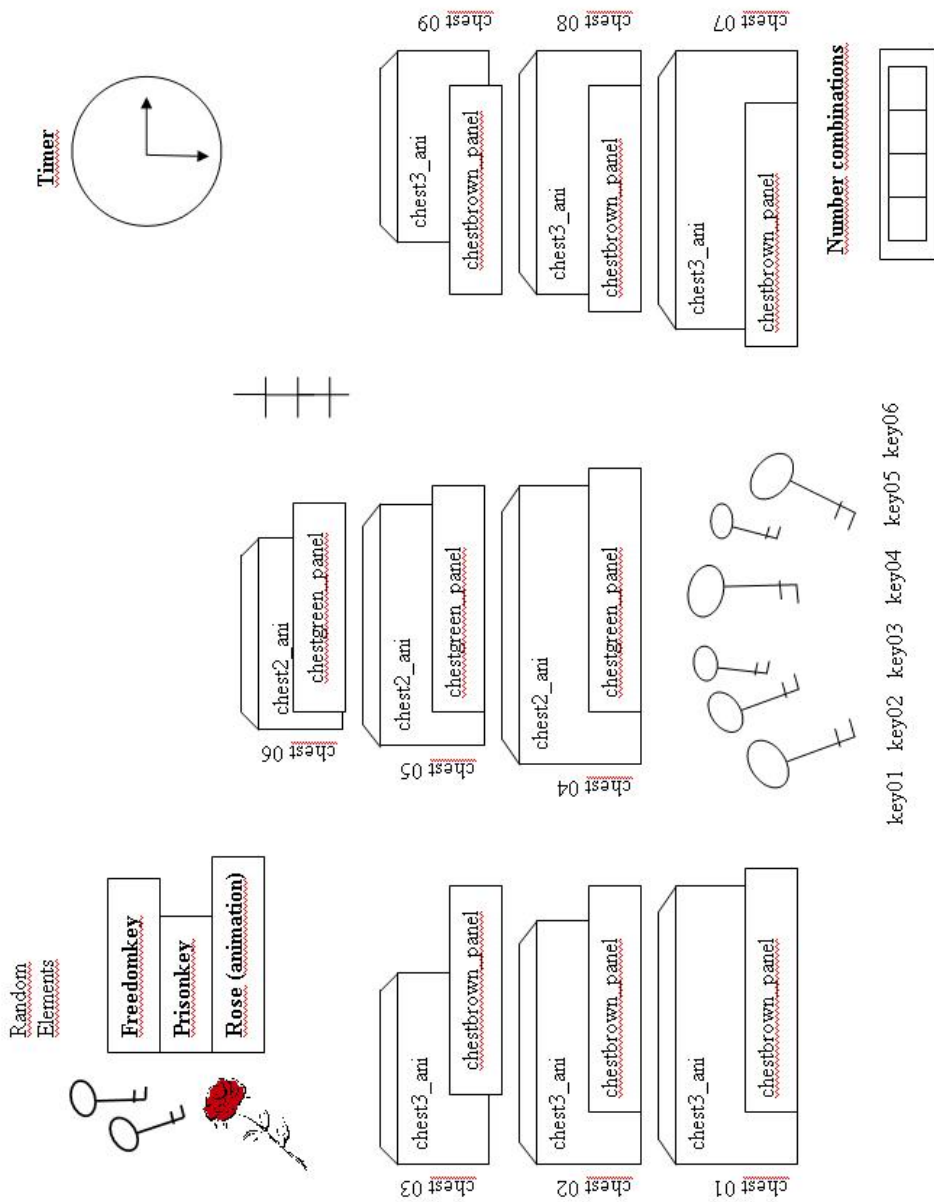 Random
Elements
Freedomkey
Prisonkey
Rose (animation)
chest 03
chest3_ani
chestbrown_panel
chest 02
chest3_ani
chestbrown_panel
chest 01
chest3_ani
chestbrown_panel
chest 06
chest2_ani
chestgreen_panel
chest 05
chest2_ani
chestgreen_panel
chest 04
chest2_ani
chestgreen_panel
key01 key02 key03 key04 key05 key06
Timer
chest 09
chest3_ani
chestbrown_panel
chest 08
chest3_ani
chestbrown_panel
chest 07
chest3_ani
chestbrown_panel
Number combinations